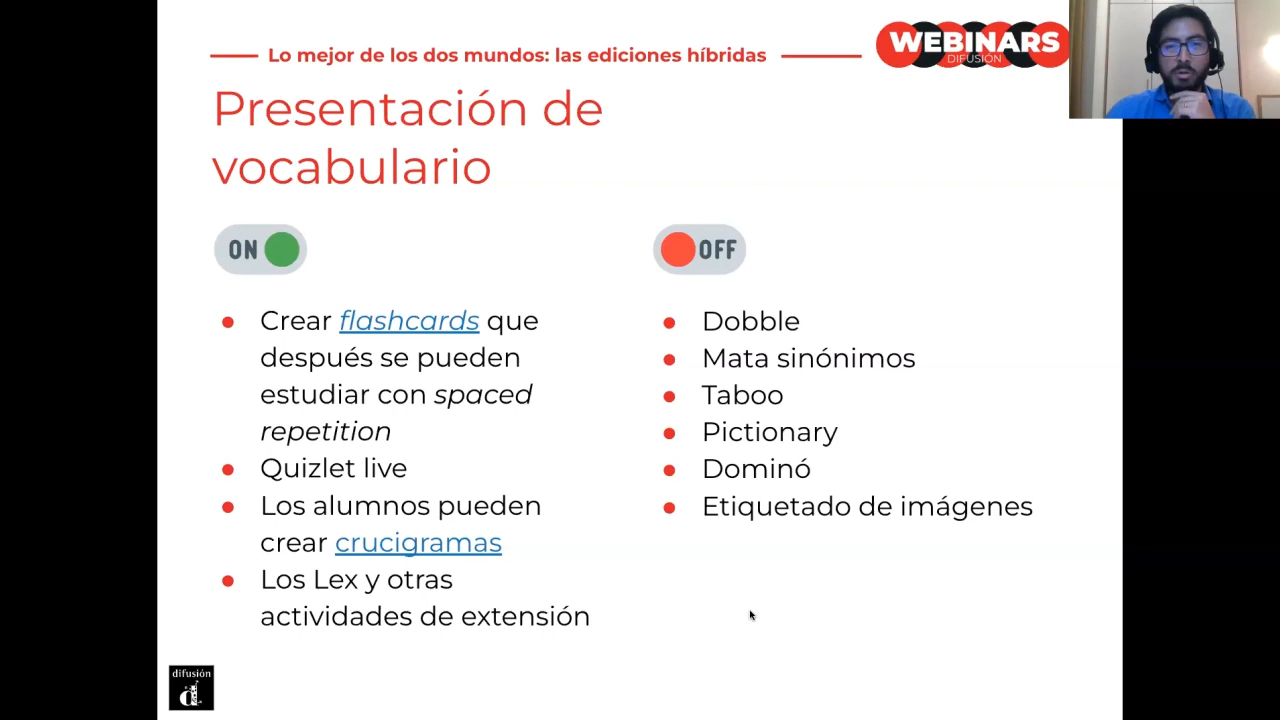 Lo mejor de los dos mundos: las ediciones híbridas
WEBINARS
DIFUSIÓN
Presentación de
vocabulario
ON
Crear flashcards que
después se pueden
estudiar con spaced
repetition
Quizlet live
Los alumnos pueden
crear crucigramas
Los Lex y otras
actividades de extensión
OFF
Dobble
Mata sinónimos
Taboo
Pictionary
Dominó
Etiquetado de imágenes
difusión
d